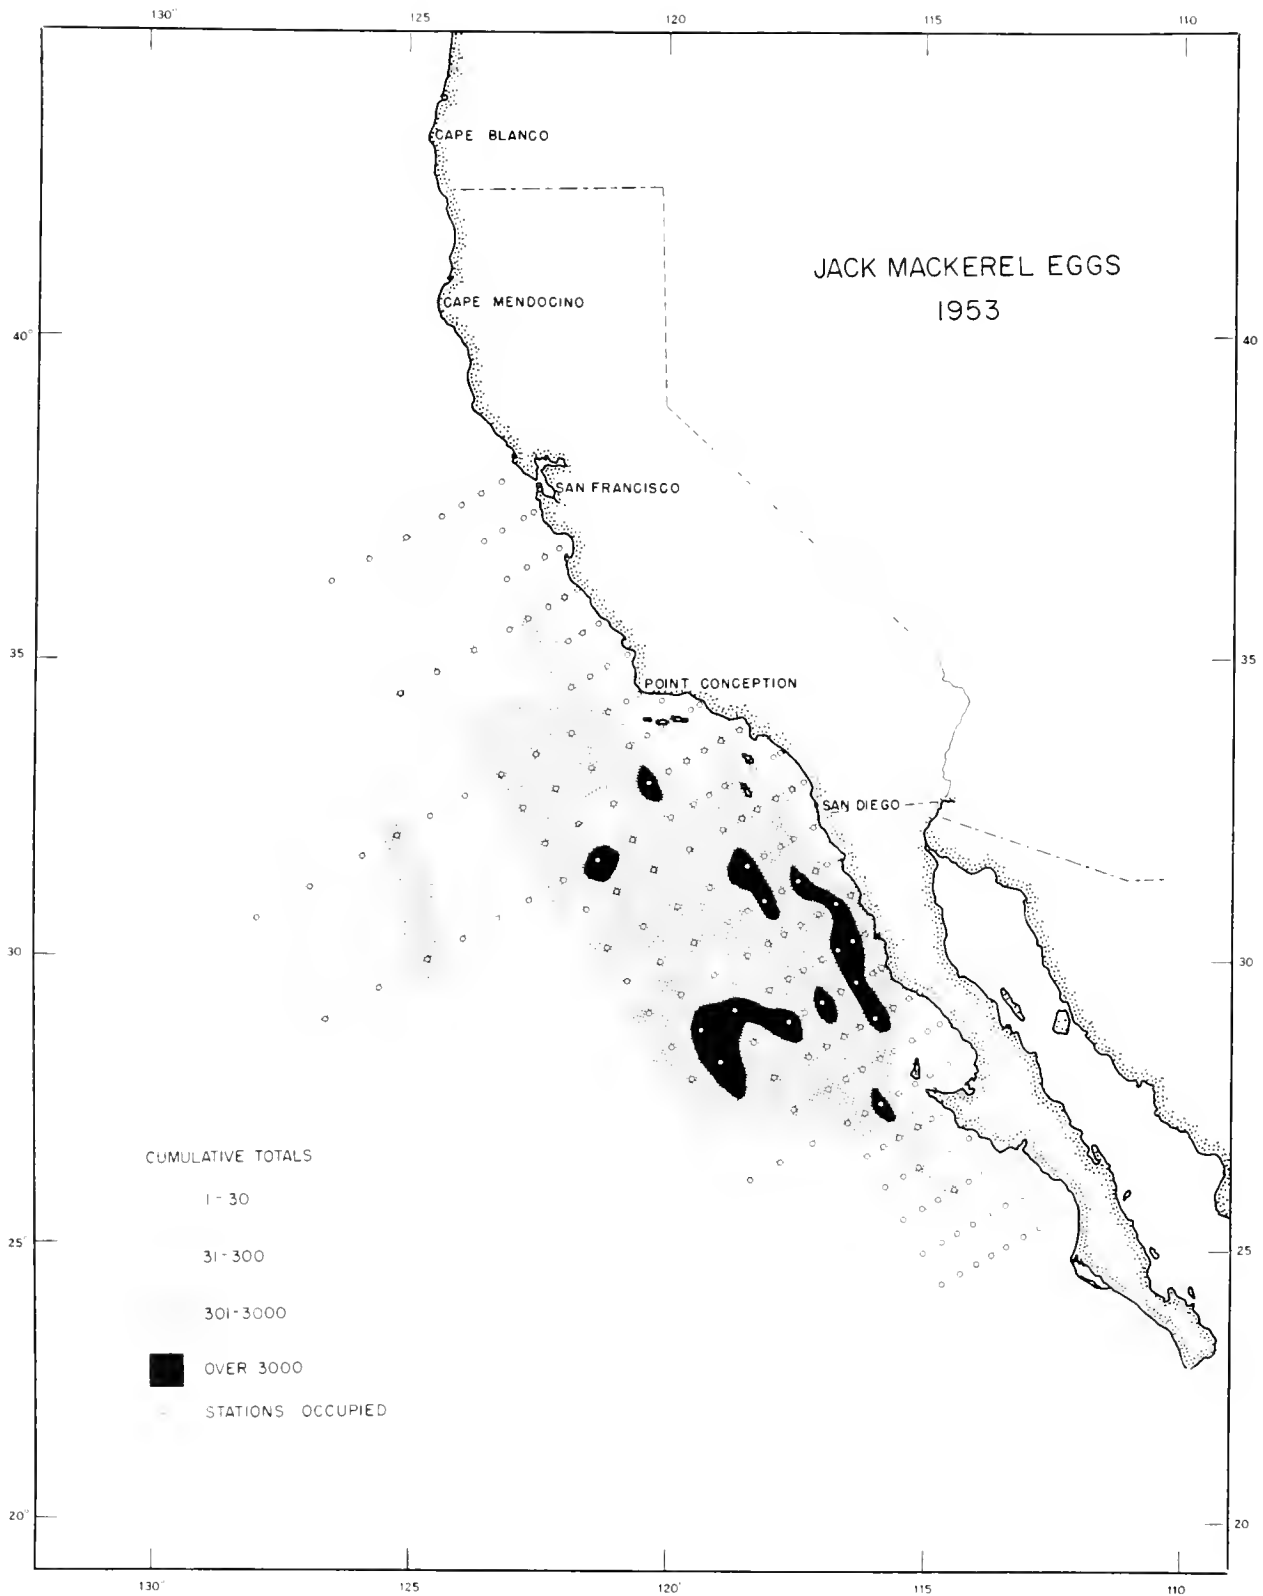 130° 125 120 115 110
CAPE BLANCO
JACK MACKEREL EGGS
1953
CAPE MENDOCINO
40° 40
SAN FRANCISCO
35 35
POINT CONCEPTION
SAN DIEGO
30 30
CUMULATIVE TOTALS
1-30
25° 25
31-300
301-3000
OVER 3000
STATIONS OCCUPIED
20° 20
130° 125 120° 115 110